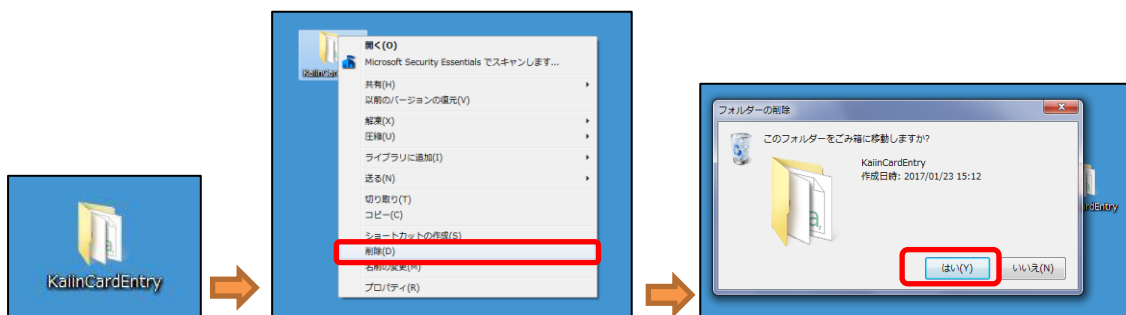 KaiinCardEntry
開く(O)
Microsoft Security Essentials でスキャンします...
共有(H)
以前のバージョンの復元(V)
解凍(X)
圧縮(U)
ライブラリに追加(I)
送る(N)
切り取り(T)
コピー(C)
ショートカットの作成(S)
削除(D)
名前の変更(M)
プロパティ(R)
フォルダーの削除
このフォルダーをごみ箱に移動しますか?
KaiinCardEntry
作成日時: 2017/01/23 15:12
はい(Y)
いいえ(N)